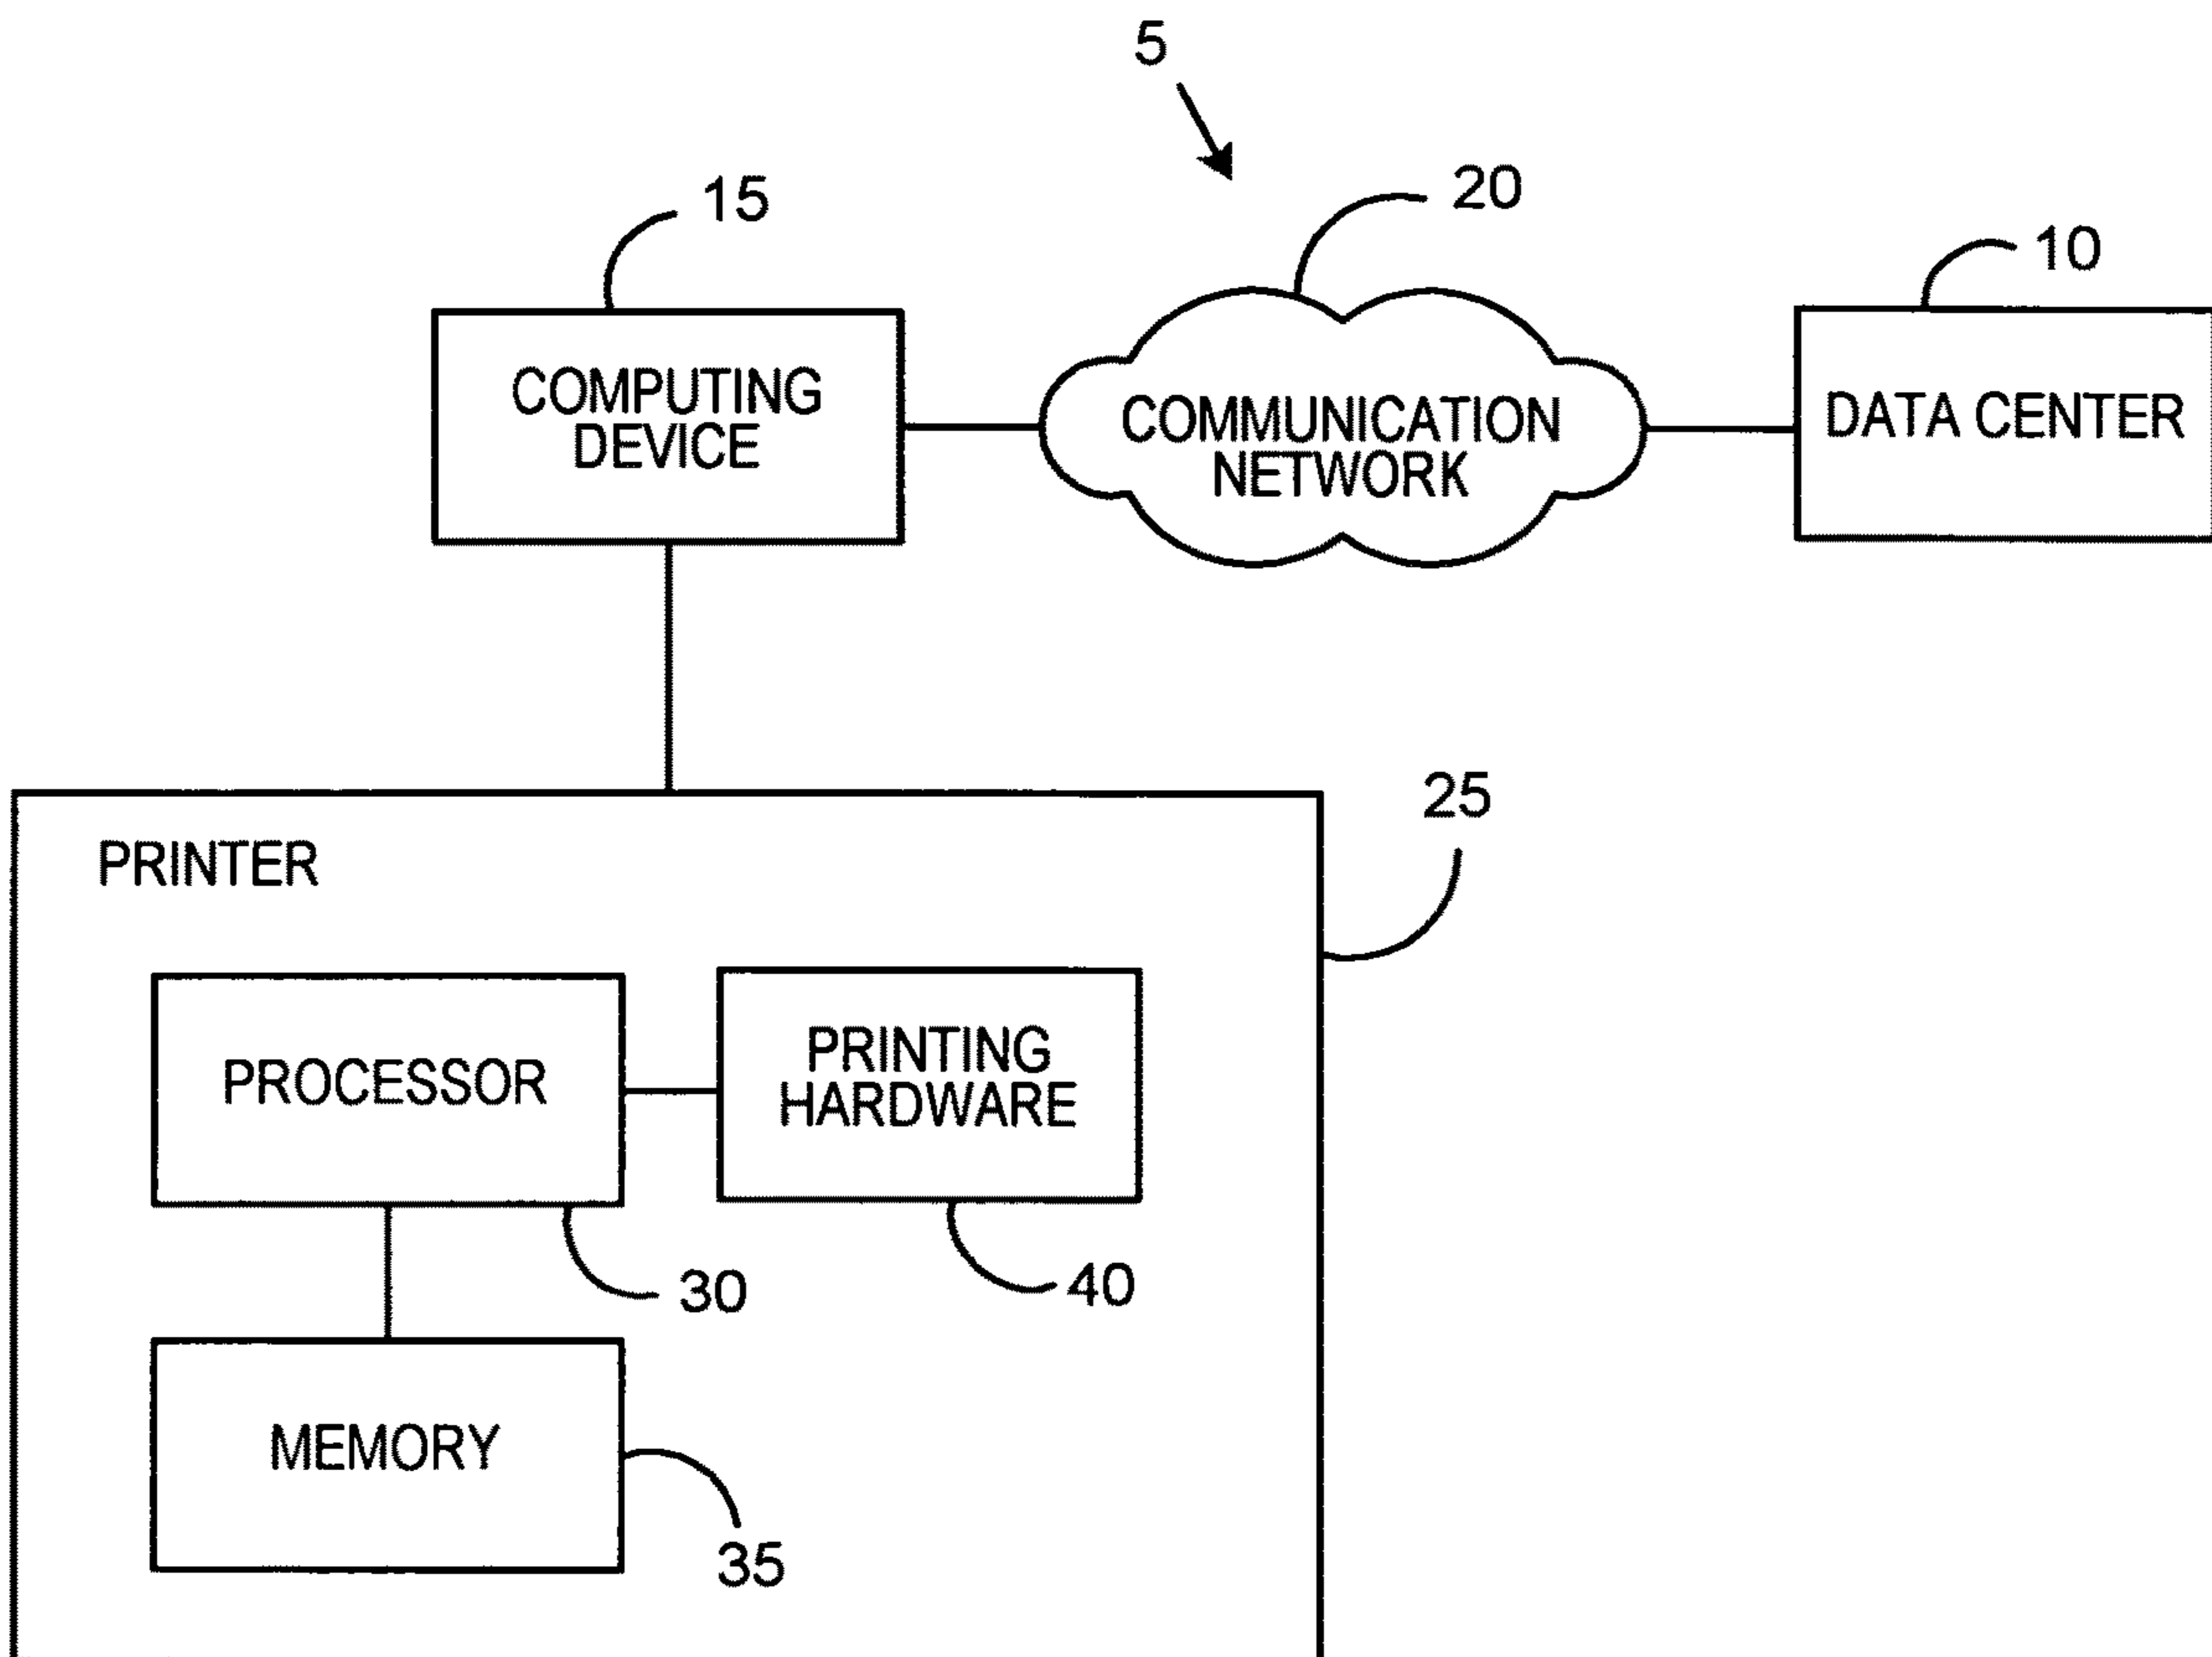 5
15
20
10
COMPUTING
DEVICE
COMMUNICATION
NETWORK
DATA CENTER
25
PRINTER
PROCESSOR
PRINTING
HARDWARE
30
40
MEMORY
35